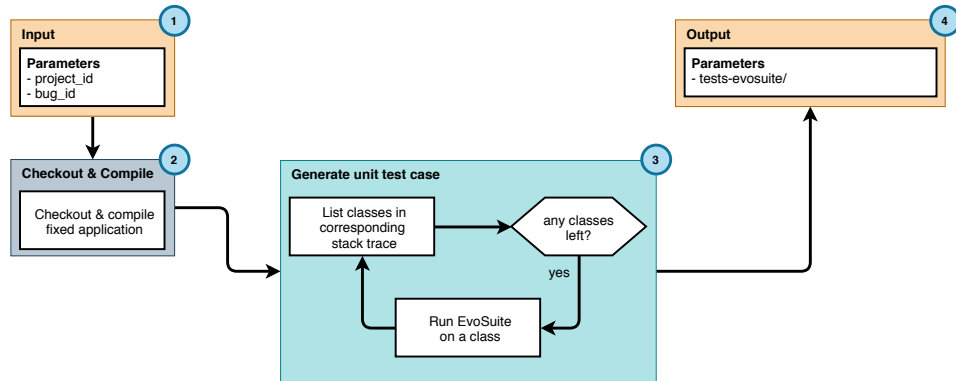 1
Input
Parameters
- project_id
- bug_id
2
Checkout & Compile
Checkout & compile
fixed application
3
Generate unit test case
List classes in
corresponding
stack trace
any classes
left?
yes
Run EvoSuite
on a class
4
Output
Parameters
- tests-evosuite/